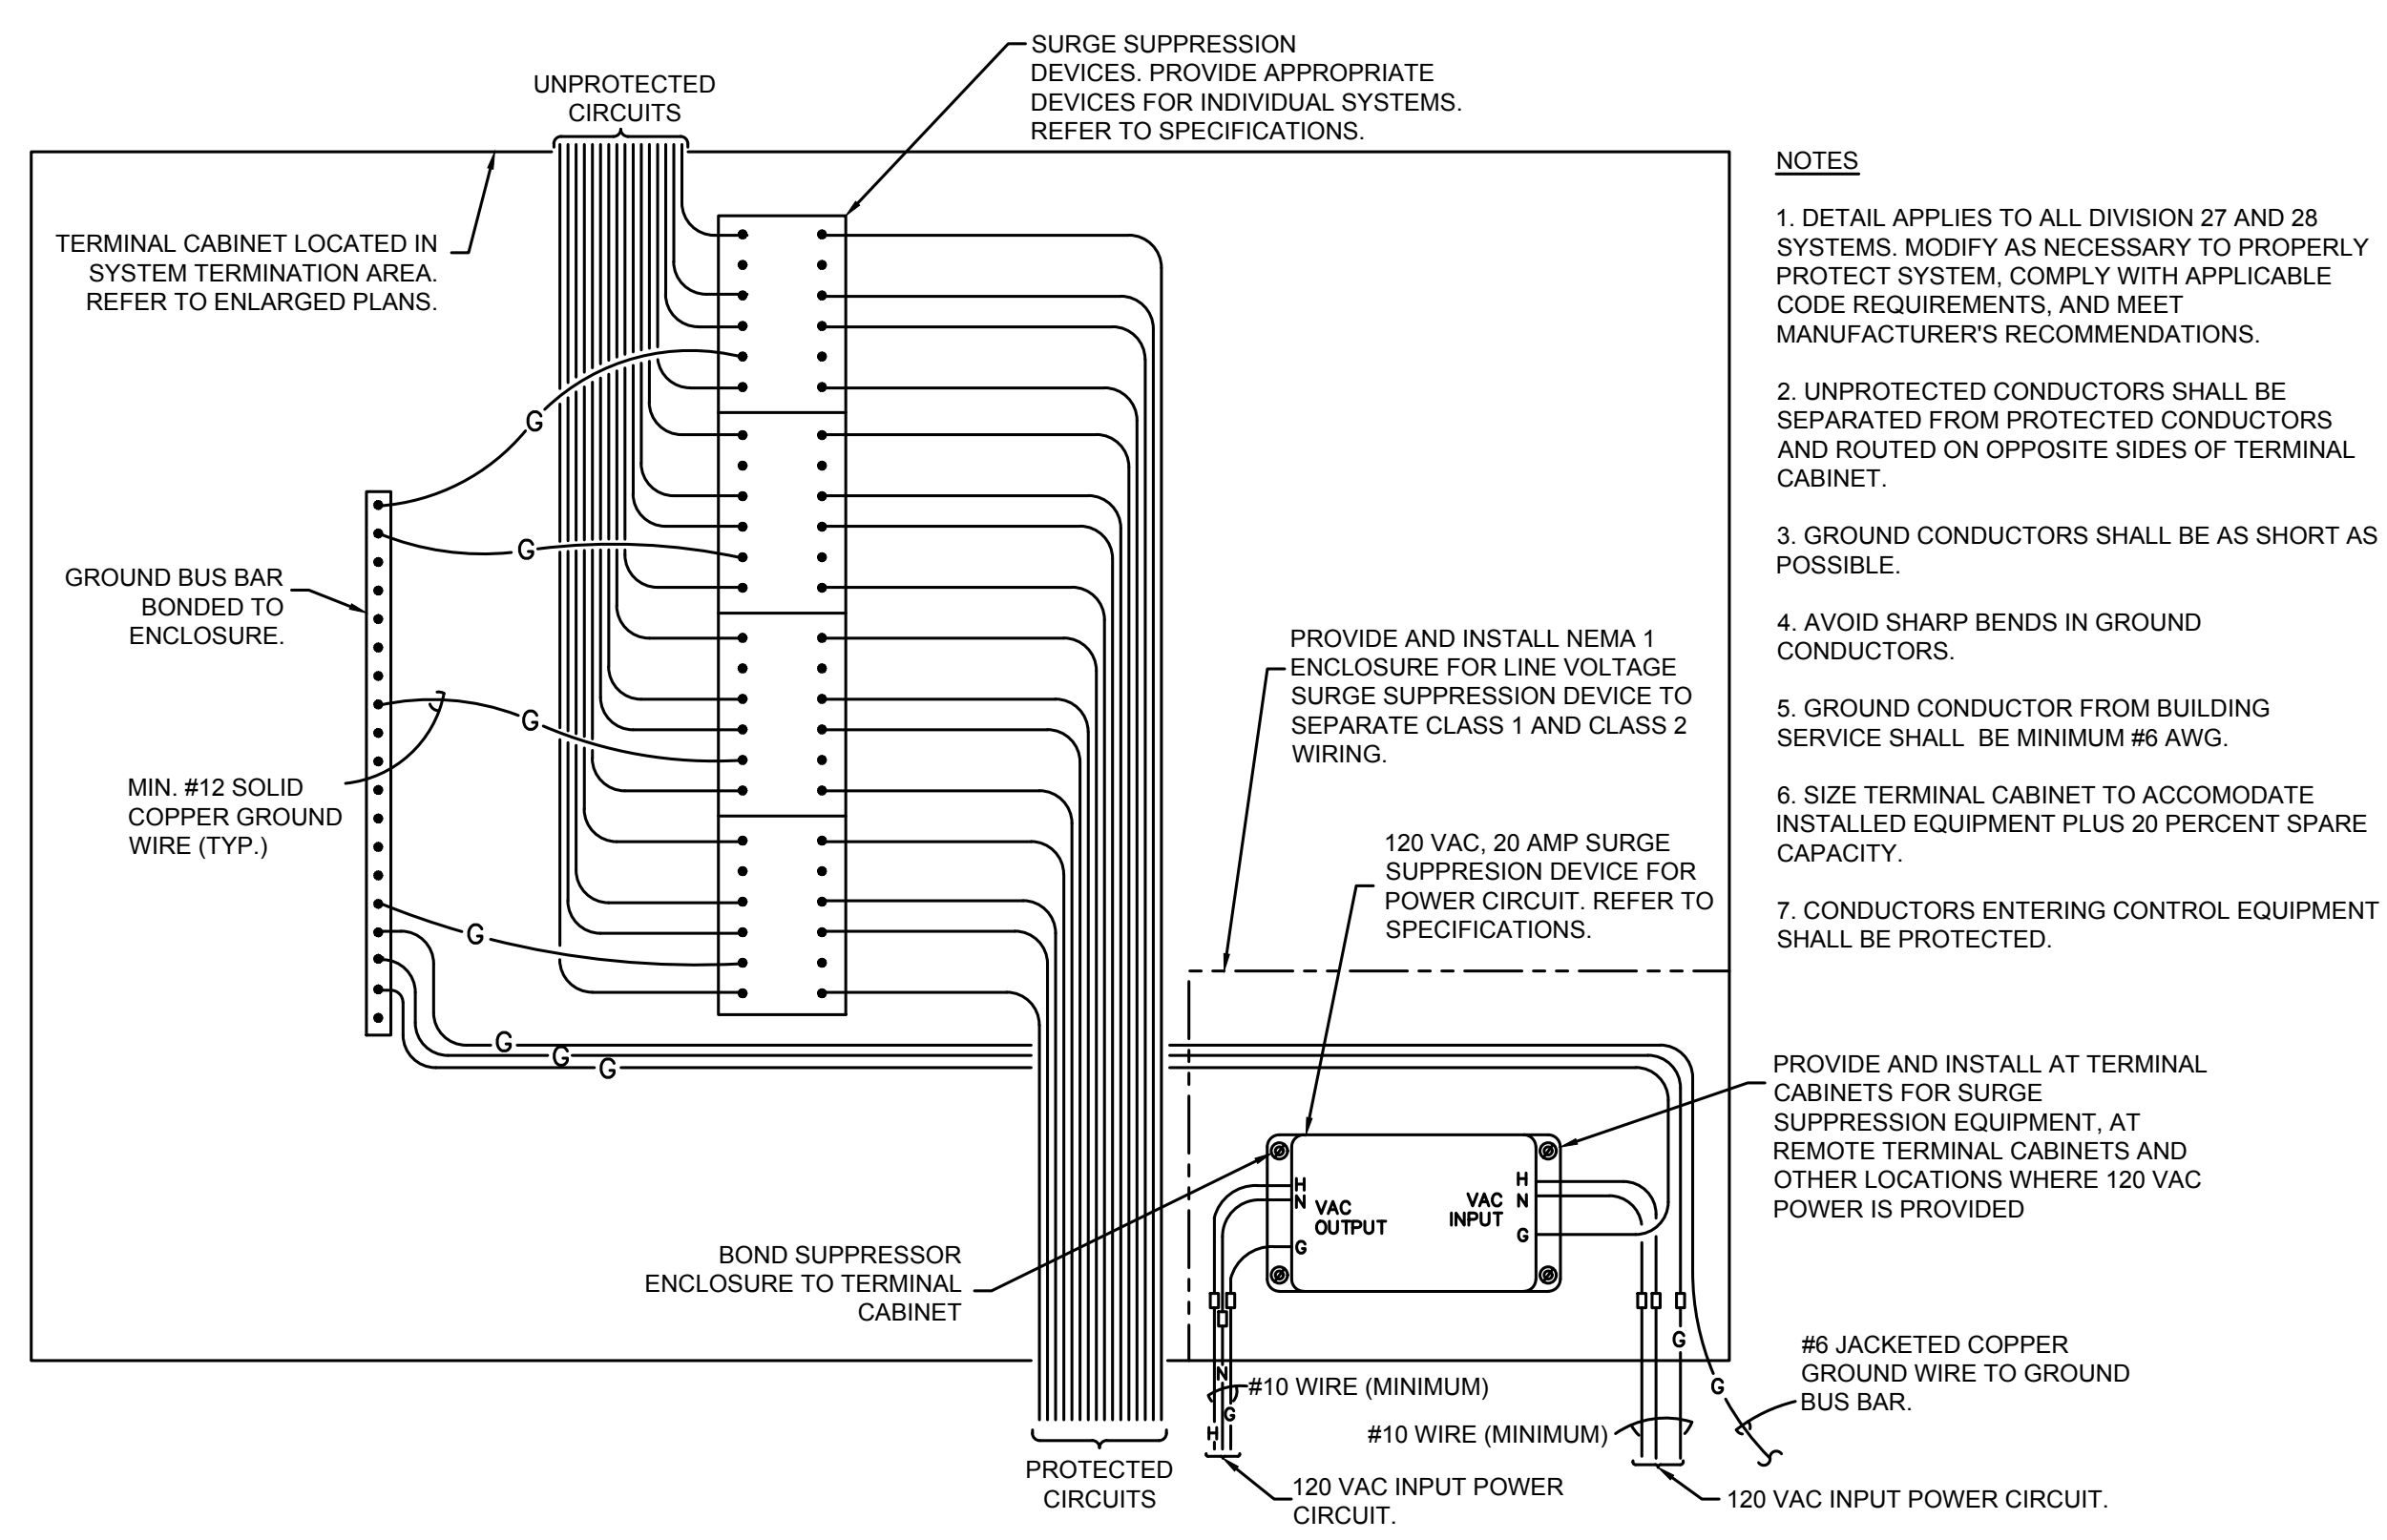 SURGE SUPPRESSION
DEVICES. PROVIDE APPROPRIATE
DEVICES FOR INDIVIDUAL SYSTEMS.
REFER TO SPECIFICATIONS.
UNPROTECTED
CIRCUITS
TERMINAL CABINET LOCATED IN
SYSTEM TERMINATION AREA.
REFER TO ENLARGED PLANS.
G
G
GROUND BUS BAR
BONDED TO
ENCLOSURE.
G
MIN. #12 SOLID
COPPER GROUND
WIRE (TYP.)
G
G
G
G
PROVIDE AND INSTALL NEMA 1
ENCLOSURE FOR LINE VOLTAGE
SURGE SUPPRESSION DEVICE TO
SEPARATE CLASS 1 AND CLASS 2
WIRING.
120 VAC, 20 AMP SURGE
SUPPRESION DEVICE FOR
POWER CIRCUIT. REFER TO
SPECIFICATIONS.
H
N
VAC
OUTPUT
G
VAC
INPUT
H
N
G
BOND SUPPRESSOR
ENCLOSURE TO TERMINAL
CABINET
N
G
H
#10 WIRE (MINIMUM)
G
G
#10 WIRE (MINIMUM)
PROTECTED
CIRCUITS
120 VAC INPUT POWER
CIRCUIT.
120 VAC INPUT POWER CIRCUIT.
#6 JACKETED COPPER
GROUND WIRE TO GROUND
BUS BAR.
PROVIDE AND INSTALL AT TERMINAL
CABINETS FOR SURGE
SUPPRESSION EQUIPMENT, AT
REMOTE TERMINAL CABINETS AND
OTHER LOCATIONS WHERE 120 VAC
POWER IS PROVIDED
NOTES
1. DETAIL APPLIES TO ALL DIVISION 27 AND 28
SYSTEMS. MODIFY AS NECESSARY TO PROPERLY
PROTECT SYSTEM, COMPLY WITH APPLICABLE
CODE REQUIREMENTS, AND MEET
MANUFACTURER'S RECOMMENDATIONS.
2. UNPROTECTED CONDUCTORS SHALL BE
SEPARATED FROM PROTECTED CONDUCTORS
AND ROUTED ON OPPOSITE SIDES OF TERMINAL
CABINET.
3. GROUND CONDUCTORS SHALL BE AS SHORT AS
POSSIBLE.
4. AVOID SHARP BENDS IN GROUND
CONDUCTORS.
5. GROUND CONDUCTOR FROM BUILDING
SERVICE SHALL  BE MINIMUM #6 AWG.
6. SIZE TERMINAL CABINET TO ACCOMODATE
INSTALLED EQUIPMENT PLUS 20 PERCENT SPARE
CAPACITY.
7. CONDUCTORS ENTERING CONTROL EQUIPMENT
SHALL BE PROTECTED.